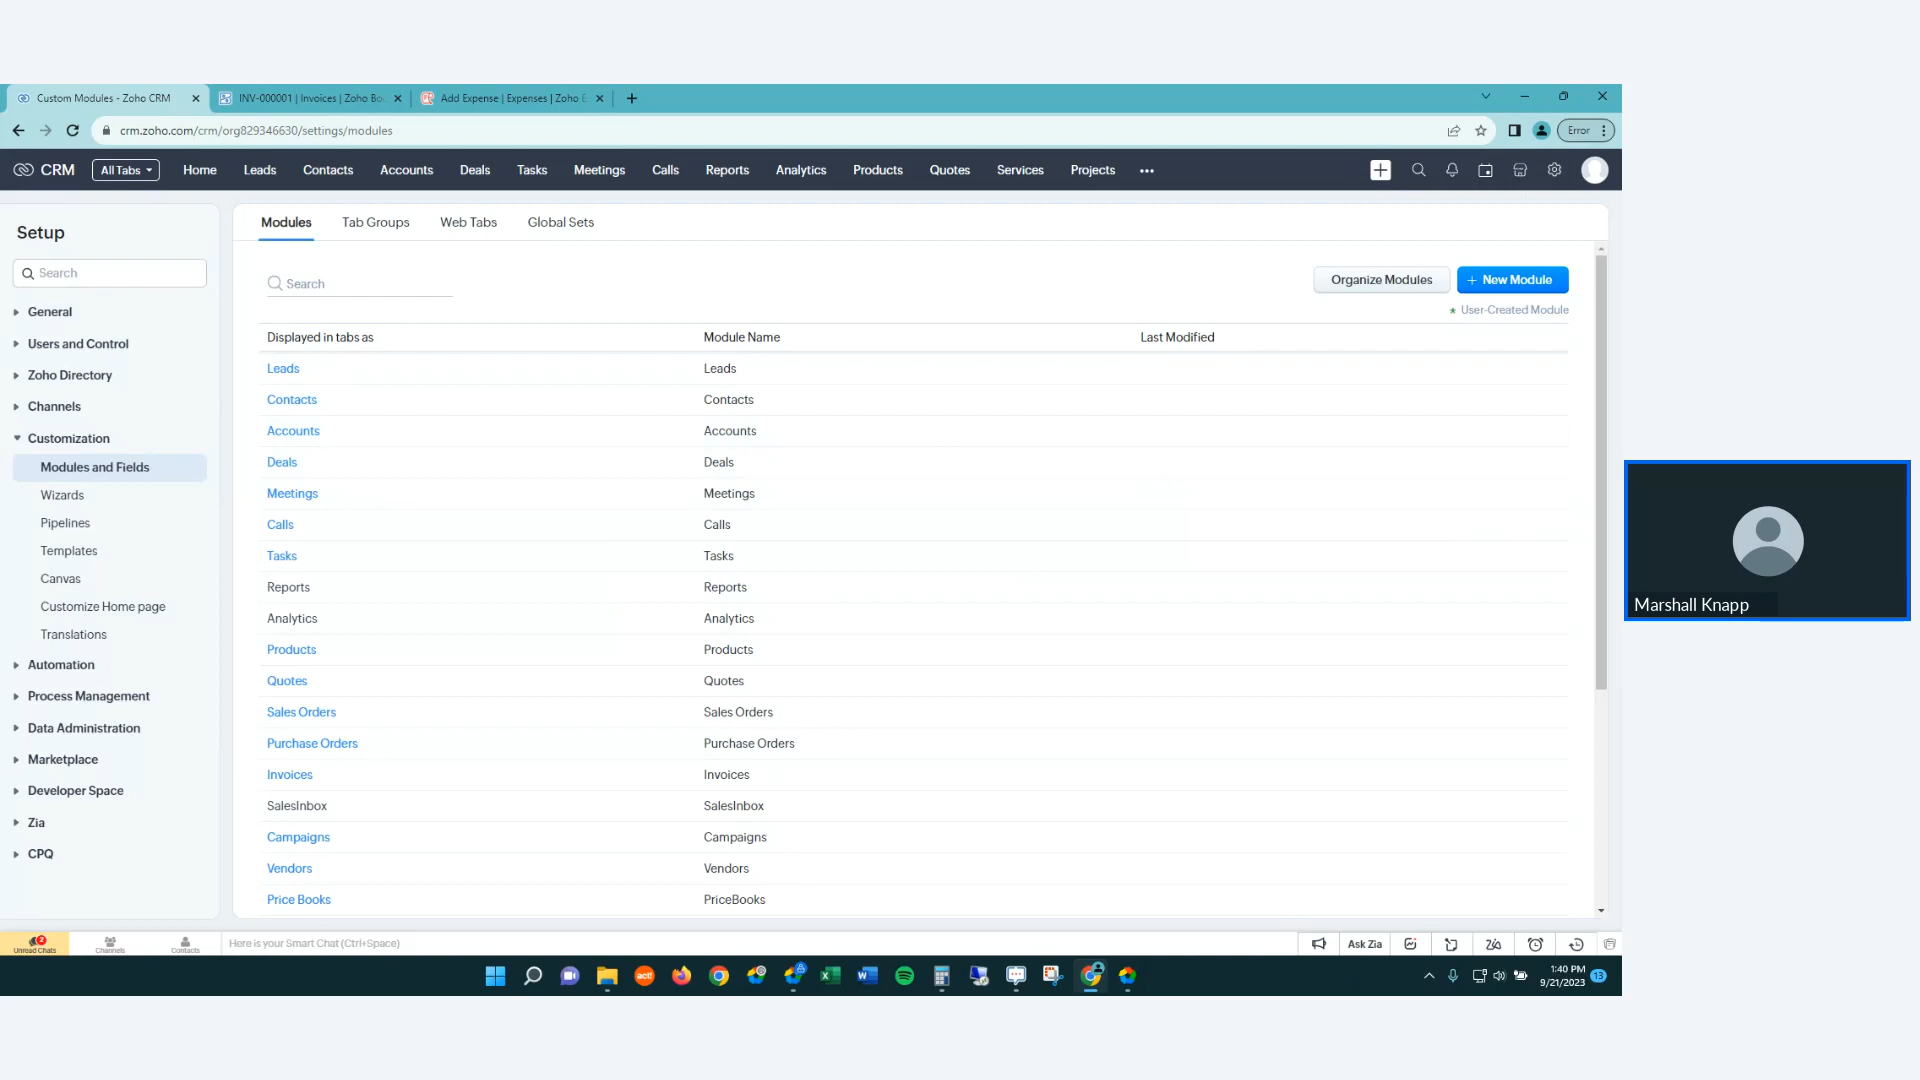 Custom Modules - Zoho CRM
INV-000001 | Invoices | Zoho Bo
Add Expense | Expenses | Zoho E
crm.zoho.com/crm/org829346630/settings/modules
Error
CRM
All Tabs
Home
Leads
Contacts
Accounts
Deals
Tasks
Meetings
Calls
Reports
Analytics
Products
Quotes
Services
Projects
Setup
Search
General
Users and Control
Zoho Directory
Channels
Customization
Modules and Fields
Wizards
Pipelines
Templates
Canvas
Customize Home page
Translations
Automation
Process Management
Data Administration
Marketplace
Developer Space
Zia
CPQ
Modules
Tab Groups
Web Tabs
Global Sets
Search
Organize Modules
+ New Module
* User-Created Module
Displayed in tabs as Module Name Last Modified
Leads Leads
Contacts Contacts
Accounts Accounts
Deals Deals
Meetings Meetings
Calls Calls
Tasks Tasks
Reports Reports
Analytics Analytics
Products Products
Quotes Quotes
Sales Orders Sales Orders
Purchase Orders Purchase Orders
Invoices Invoices
SalesInbox SalesInbox
Campaigns Campaigns
Vendors Vendors
Price Books PriceBooks
Marshall Knapp
2
Unread Chats
Channels
Contacts
Here is your Smart Chat (Ctrl+Space)
Ask Zia
act!
1:40 PM
9/21/2023
13